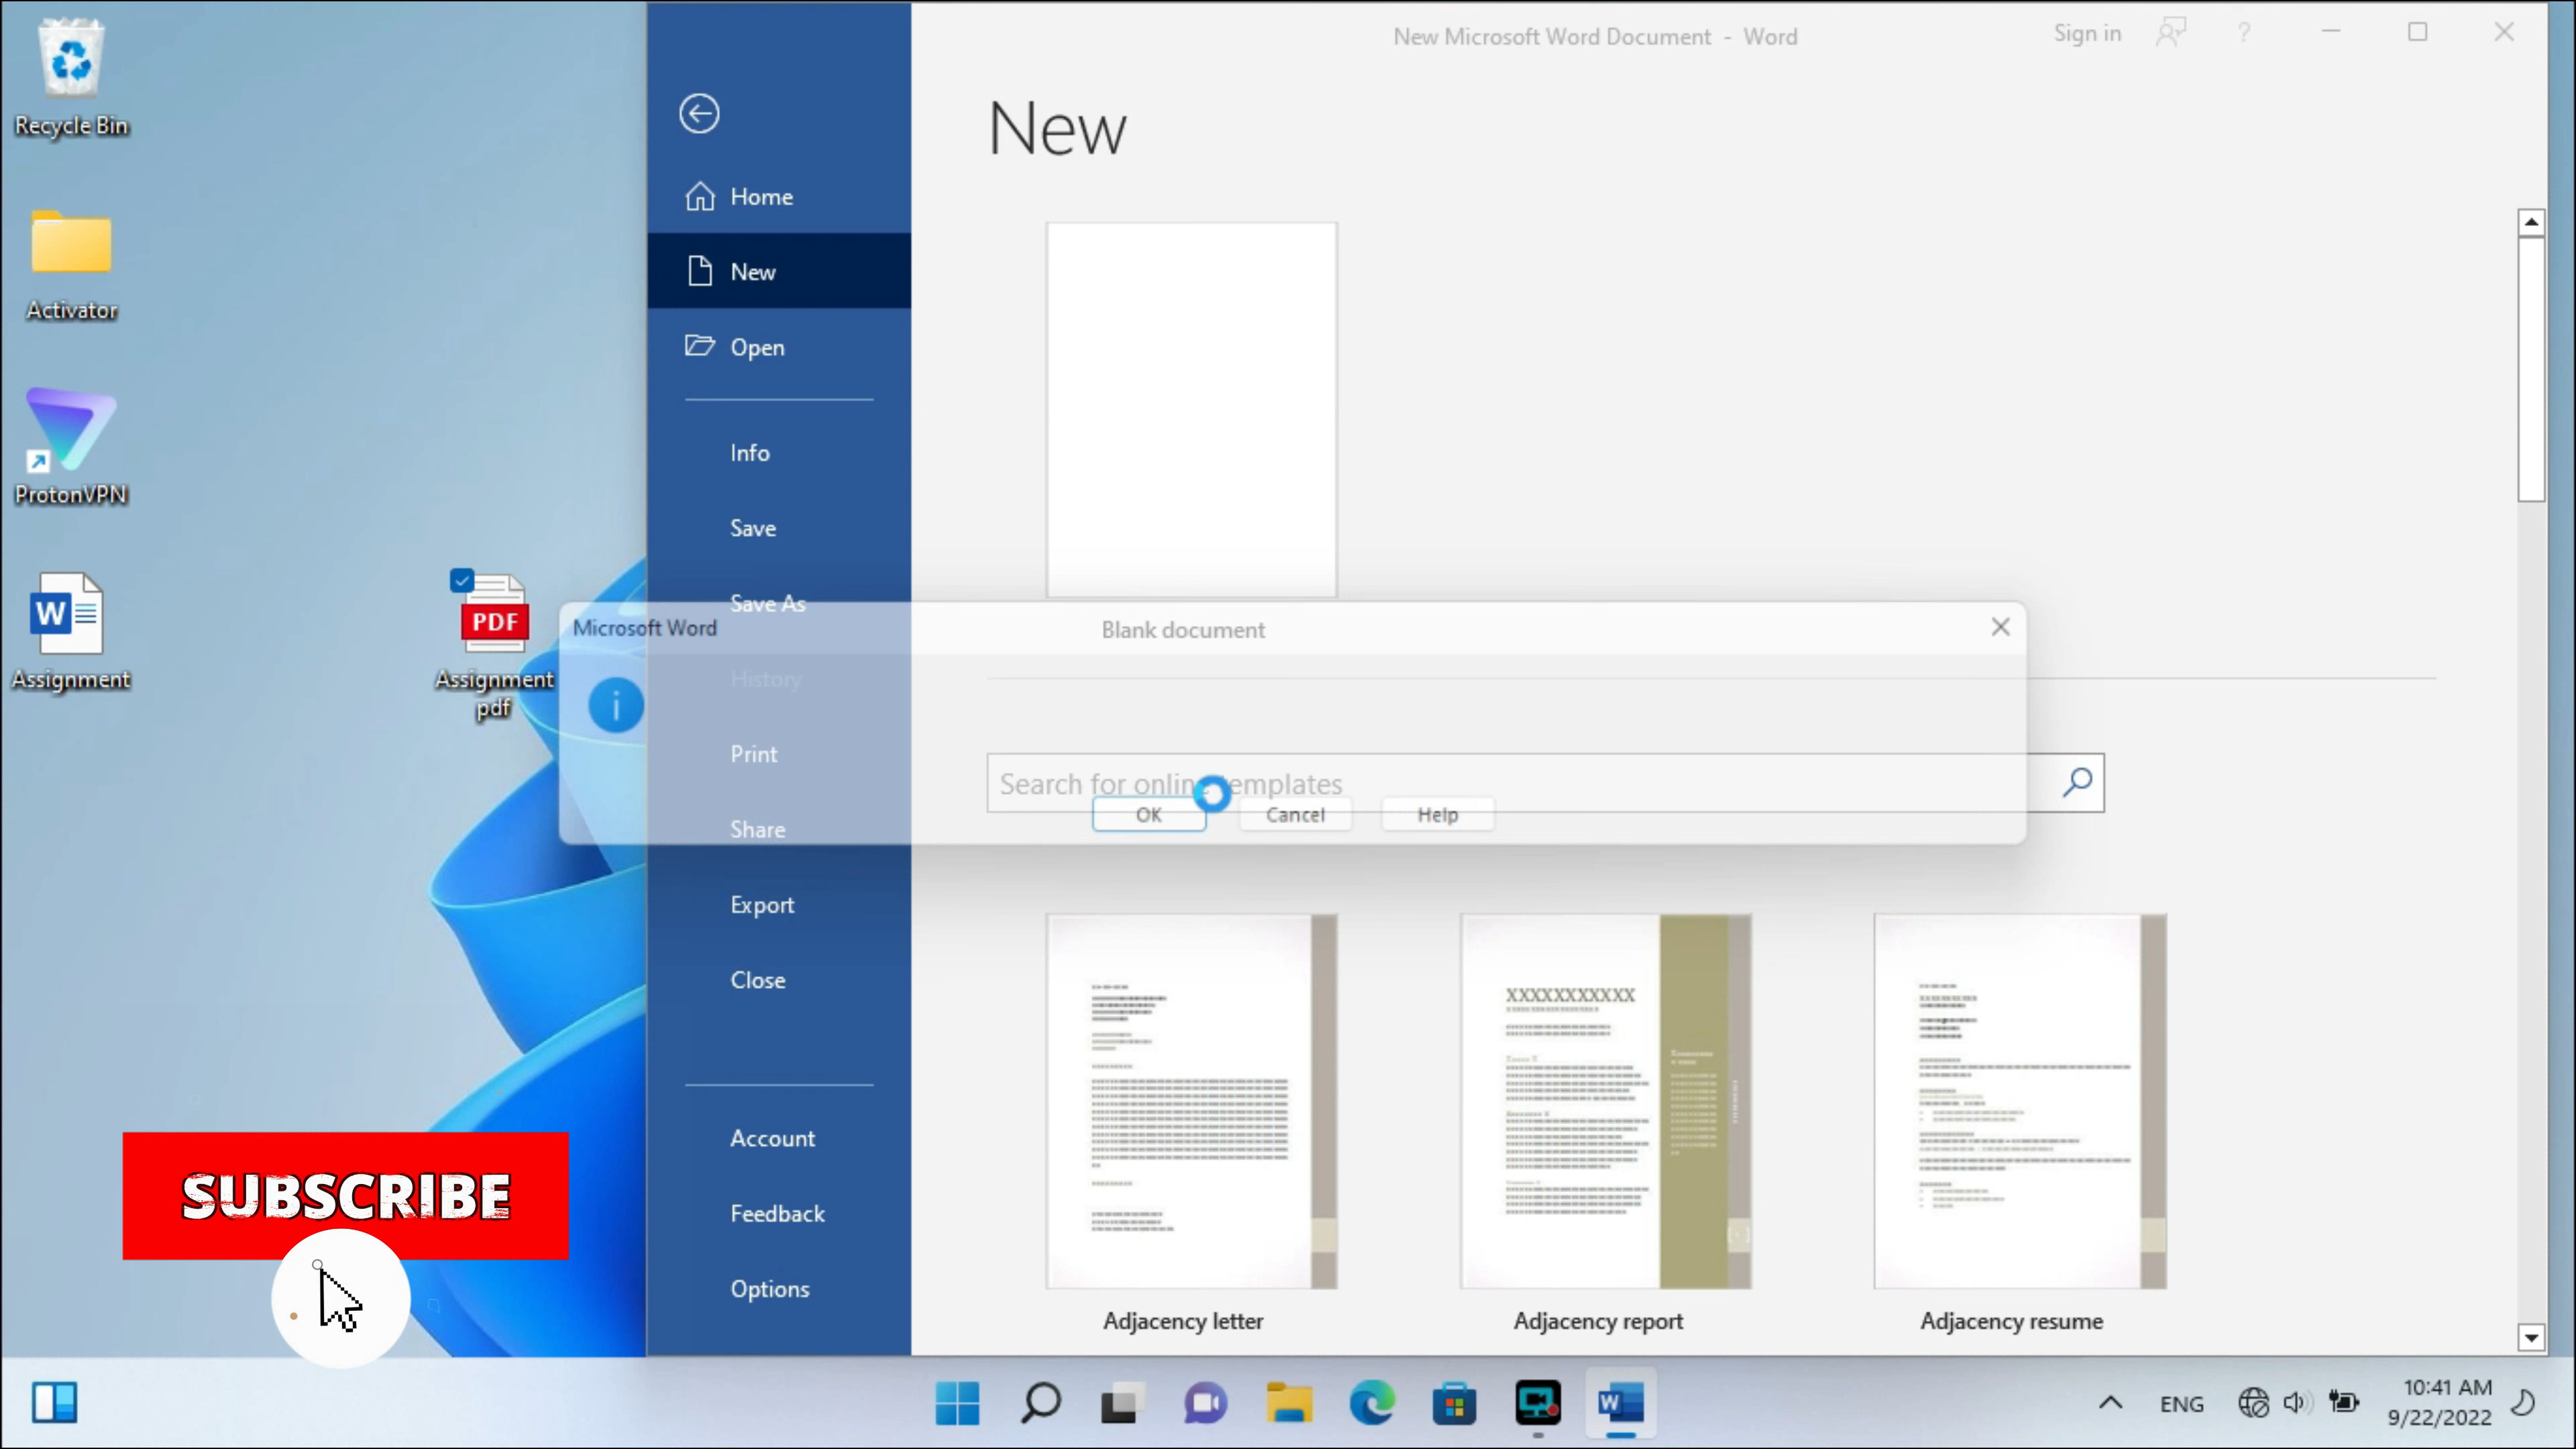 Recycle Bin
Activator
ProtonVPN
Assignment
PDF
Assignment
pdf
New Microsoft Word Document - Word
Sign in
?
New
Home
New
Open
Info
Save
Save As
History
Print
Share
Export
Close
Account
Feedback
Options
Microsoft Word
Blank document
Search for online templates
OK
Cancel
Help
XXXXXXXXXXX
Adjacency letter
Adjacency report
Adjacency resume
SUBSCRIBE
ENG
10:41 AM
9/22/2022